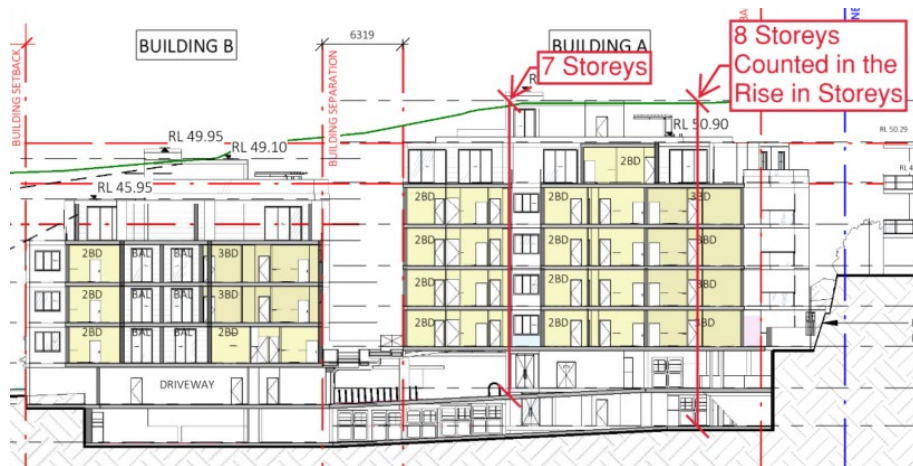 BUILDING B
6319
BUILDING A
7 Storeys
8 Storeys
Counted in the
Rise in Storeys
BUILDING SETBACK
BUILDING SEPARATION
RL 49.95
RL 49.10
RL 45.95
RL 50.90
RL 50.29
2BD
2BD 2BD 3BD
2BD 2BD 3BD
2BD 2BD 3BD
2BD 2BD 3BD
2BD BAL BAL 3BD
2BD BAL BAL 3BD
2BD BAL BAL 2BD
DRIVEWAY